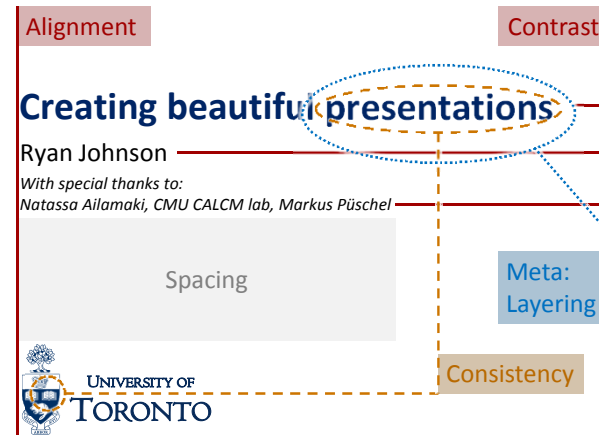 Alignment
Contrast
Creating beautiful presentations
Ryan Johnson
With special thanks to:
Natassa Ailamaki, CMU CALCM lab, Markus Püschel
Spacing
Meta:
Layering
Consistency
UNIVERSITY OF
TORONTO